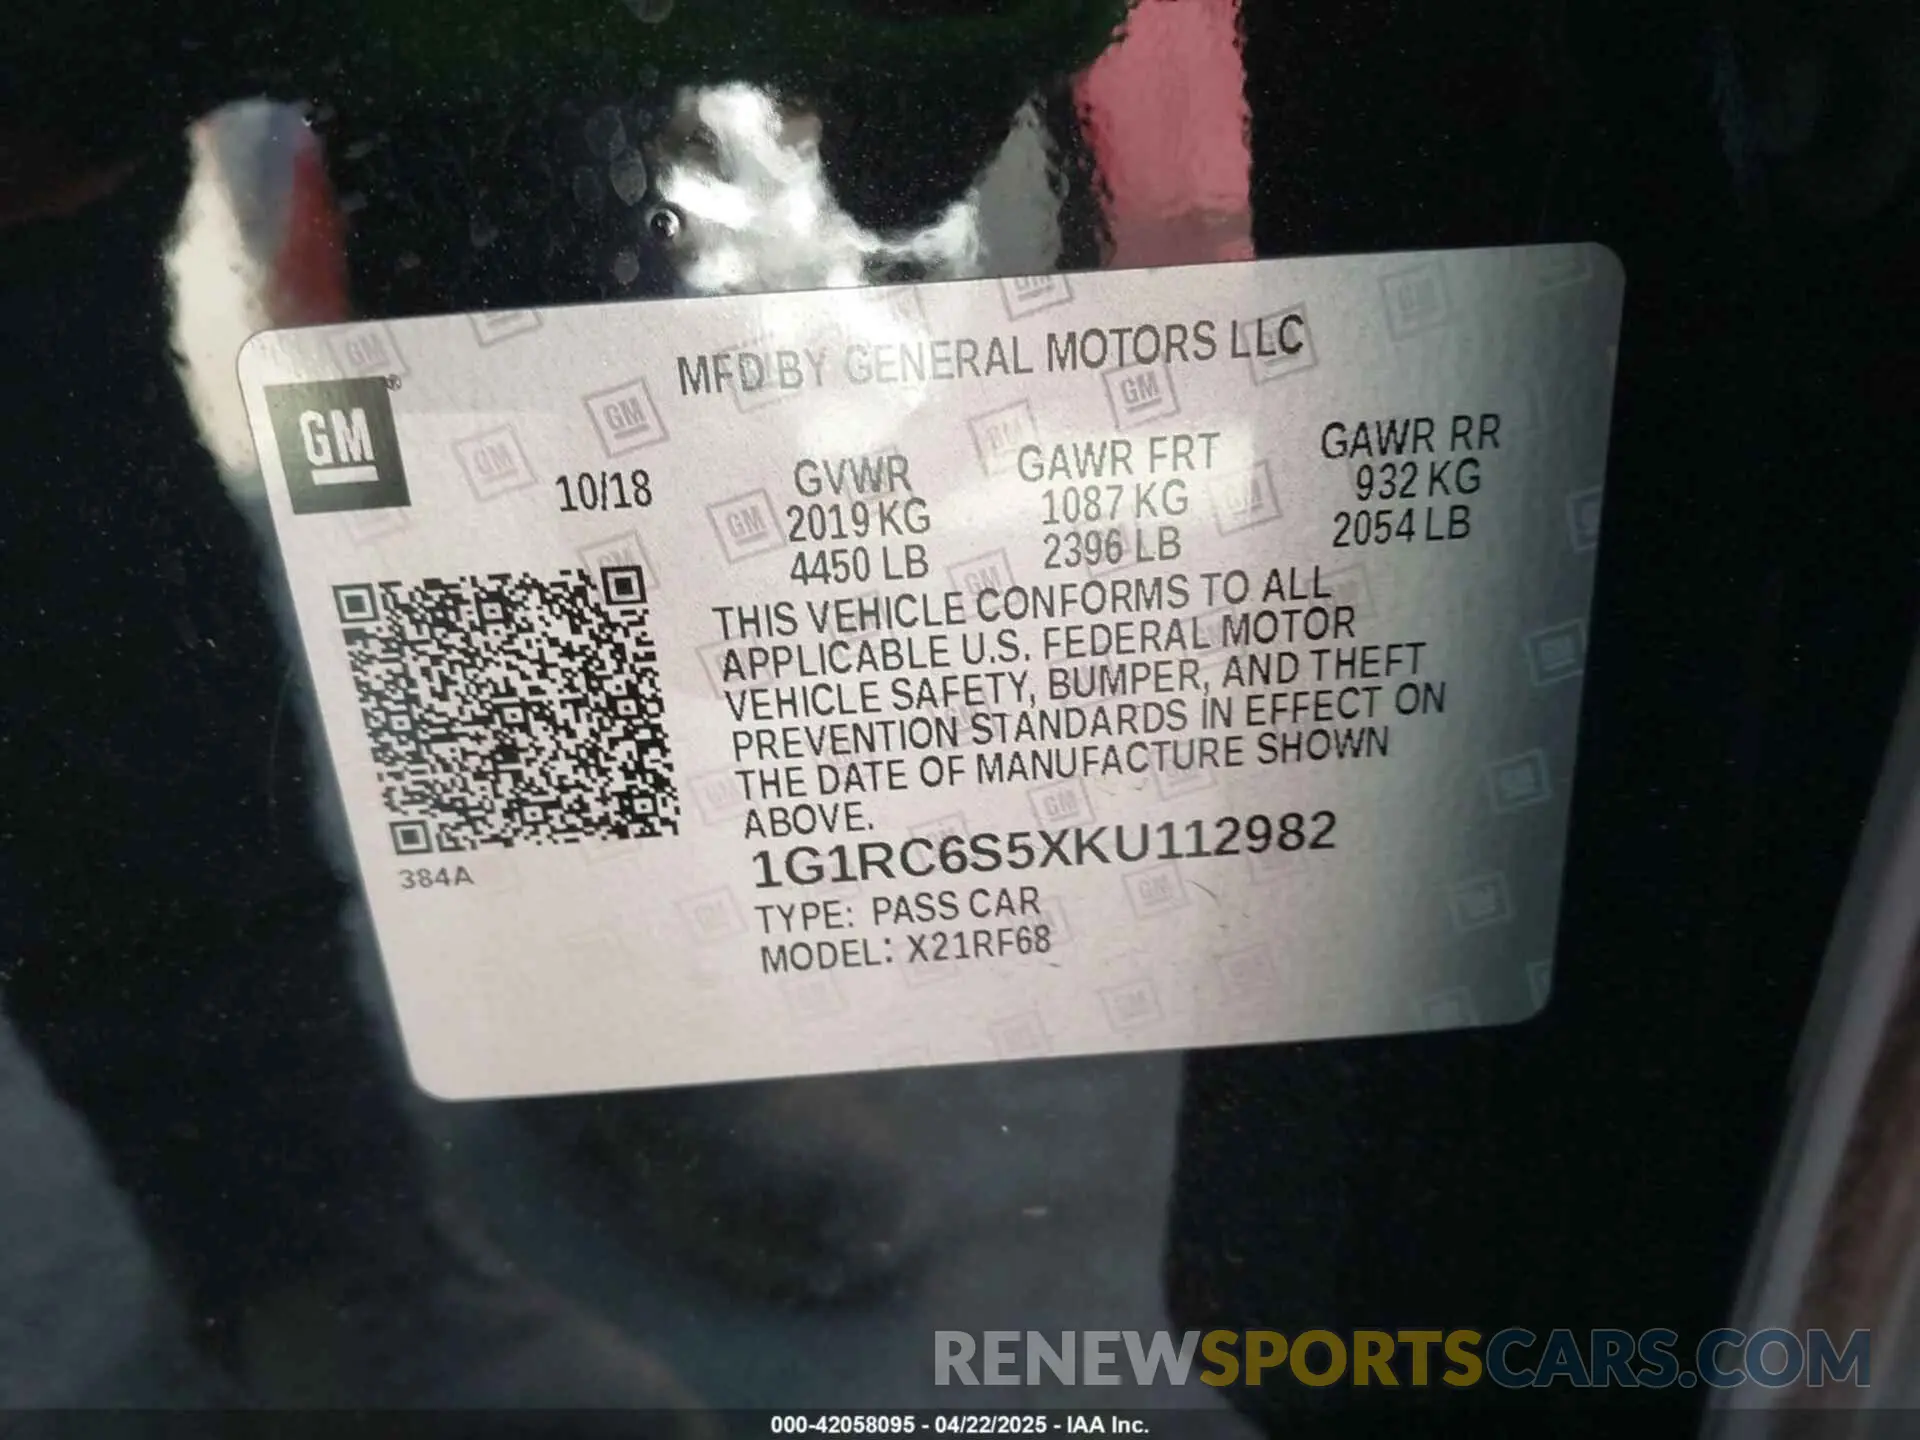 MFD BY GENERAL MOTORS LLC
GM
10/18
GVWR GAWR FRT GAWR RR
2019 KG 1087 KG 932 KG
4450 LB 2396 LB 2054 LB
THIS VEHICLE CONFORMS TO ALL
APPLICABLE U.S. FEDERAL MOTOR
VEHICLE SAFETY, BUMPER, AND THEFT
PREVENTION STANDARDS IN EFFECT ON
THE DATE OF MANUFACTURE SHOWN
ABOVE.
384A
1G1RC6S5XKU112982
TYPE: PASS CAR
MODEL: X21RF68
RENEWSPORTSCARS.COM
000-42058095 - 04/22/2025 - IAA Inc.